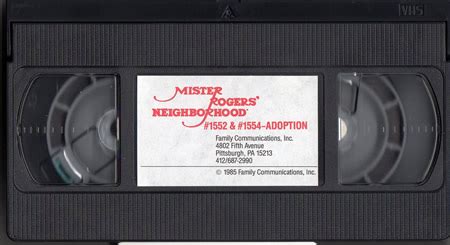 VHS
MISTER
ROGERS'
NEIGHBORHOOD
#1552 & #1554-ADOPTION
Family Communications, Inc.
4802 Fifth Avenue
Pittsburgh, PA 15213
412/687-2990
© 1985 Family Communications, Inc.